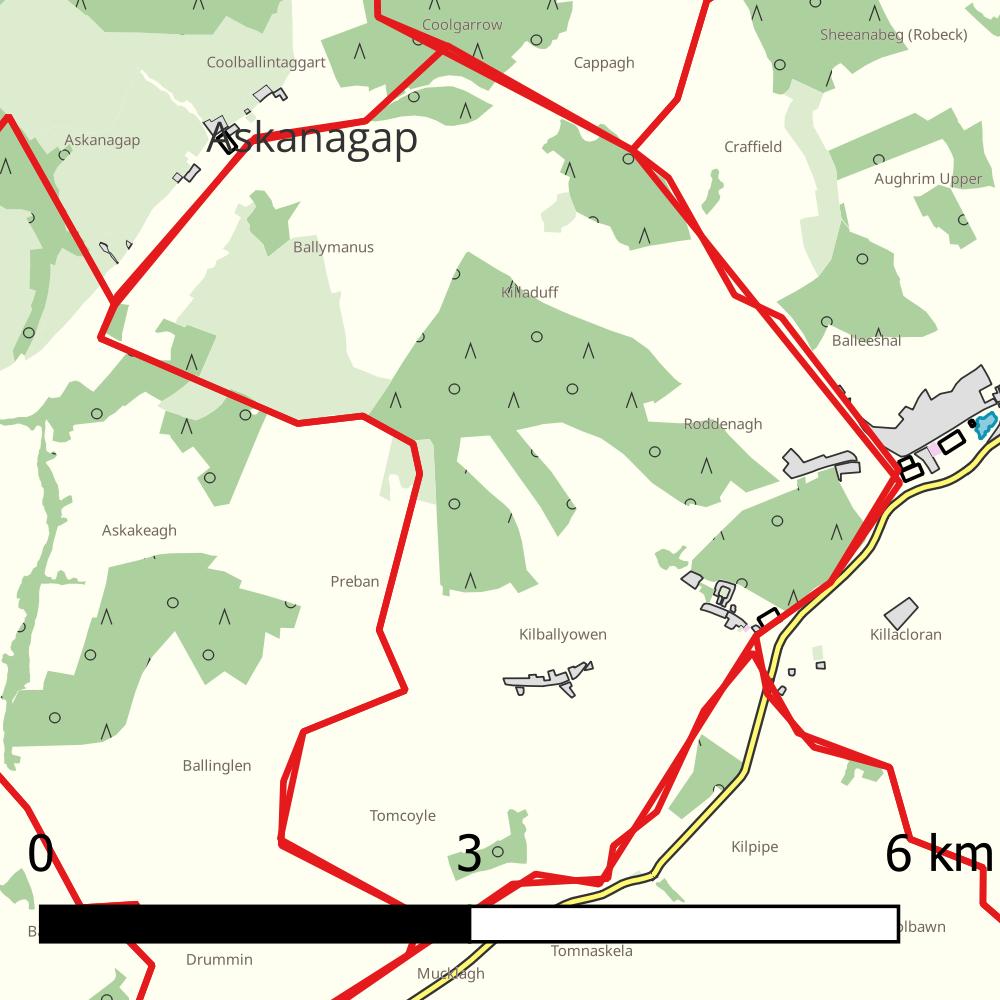 Coolgarrow
Sheeanabeg (Robeck)
Coolballintaggart
Cappagh
Askanagap
Askanagap
Craffield
Aughrim Upper
Ballymanus
Killaduff
Balleeshal
Roddenagh
Askakeagh
Preban
Kilballyowen
Killacloran
Ballinglen
Tomcoyle
Kilpipe
0
3
6 km
Tomnaskela
Drummin
Mucklagh